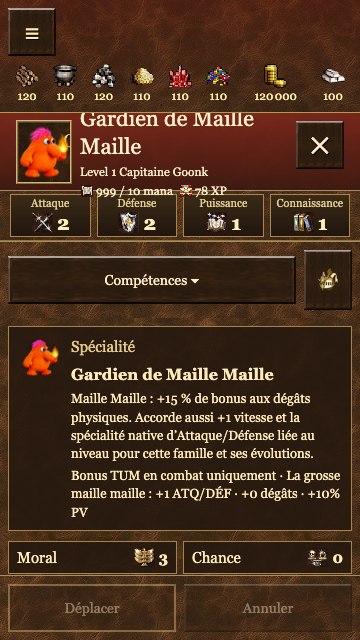 120 110 120 110 110 110 120 000 100
Gardien de Maille
Maille
Level 1 Capitaine Goonk
999 / 10 mana 78 XP
Attaque Défense Puissance Connaissance
2 2 1 1
Compétences
Spécialité
Gardien de Maille Maille
Maille Maille : +15 % de bonus aux dégâts
physiques. Accorde aussi +1 vitesse et la
spécialité native d'Attaque/Défense liée au
niveau pour cette famille et ses évolutions.
Bonus TUM en combat uniquement · La grosse
maille maille : +1 ATQ/DÉF · +0 dégâts · +10%
PV
Moral 3 Chance 0
Déplacer Annuler